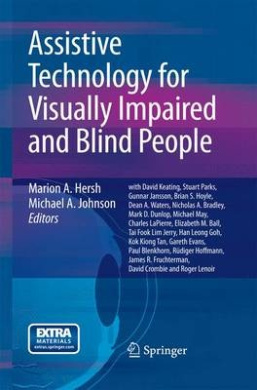 Assistive
Technology for
Visually Impaired
and Blind People
Marion A. Hersh
Michael A. Johnson
Editors
with David Keating, Stuart Parks,
Gunnar Jansson, Brian S. Hoyle,
Dean A. Waters, Nicholas A. Bradley,
Mark D. Dunlop, Michael May,
Charles LaPierre, Elizabeth M. Ball,
Tai Fook Lim Jerry, Han Leong Goh,
Kok Kiong Tan, Gareth Evans,
Paul Blenkhorn, Rüdiger Hoffmann,
James R. Fruchterman,
David Crombie and Roger Lenoir
EXTRA
MATERIALS
extras.springer.com
Springer